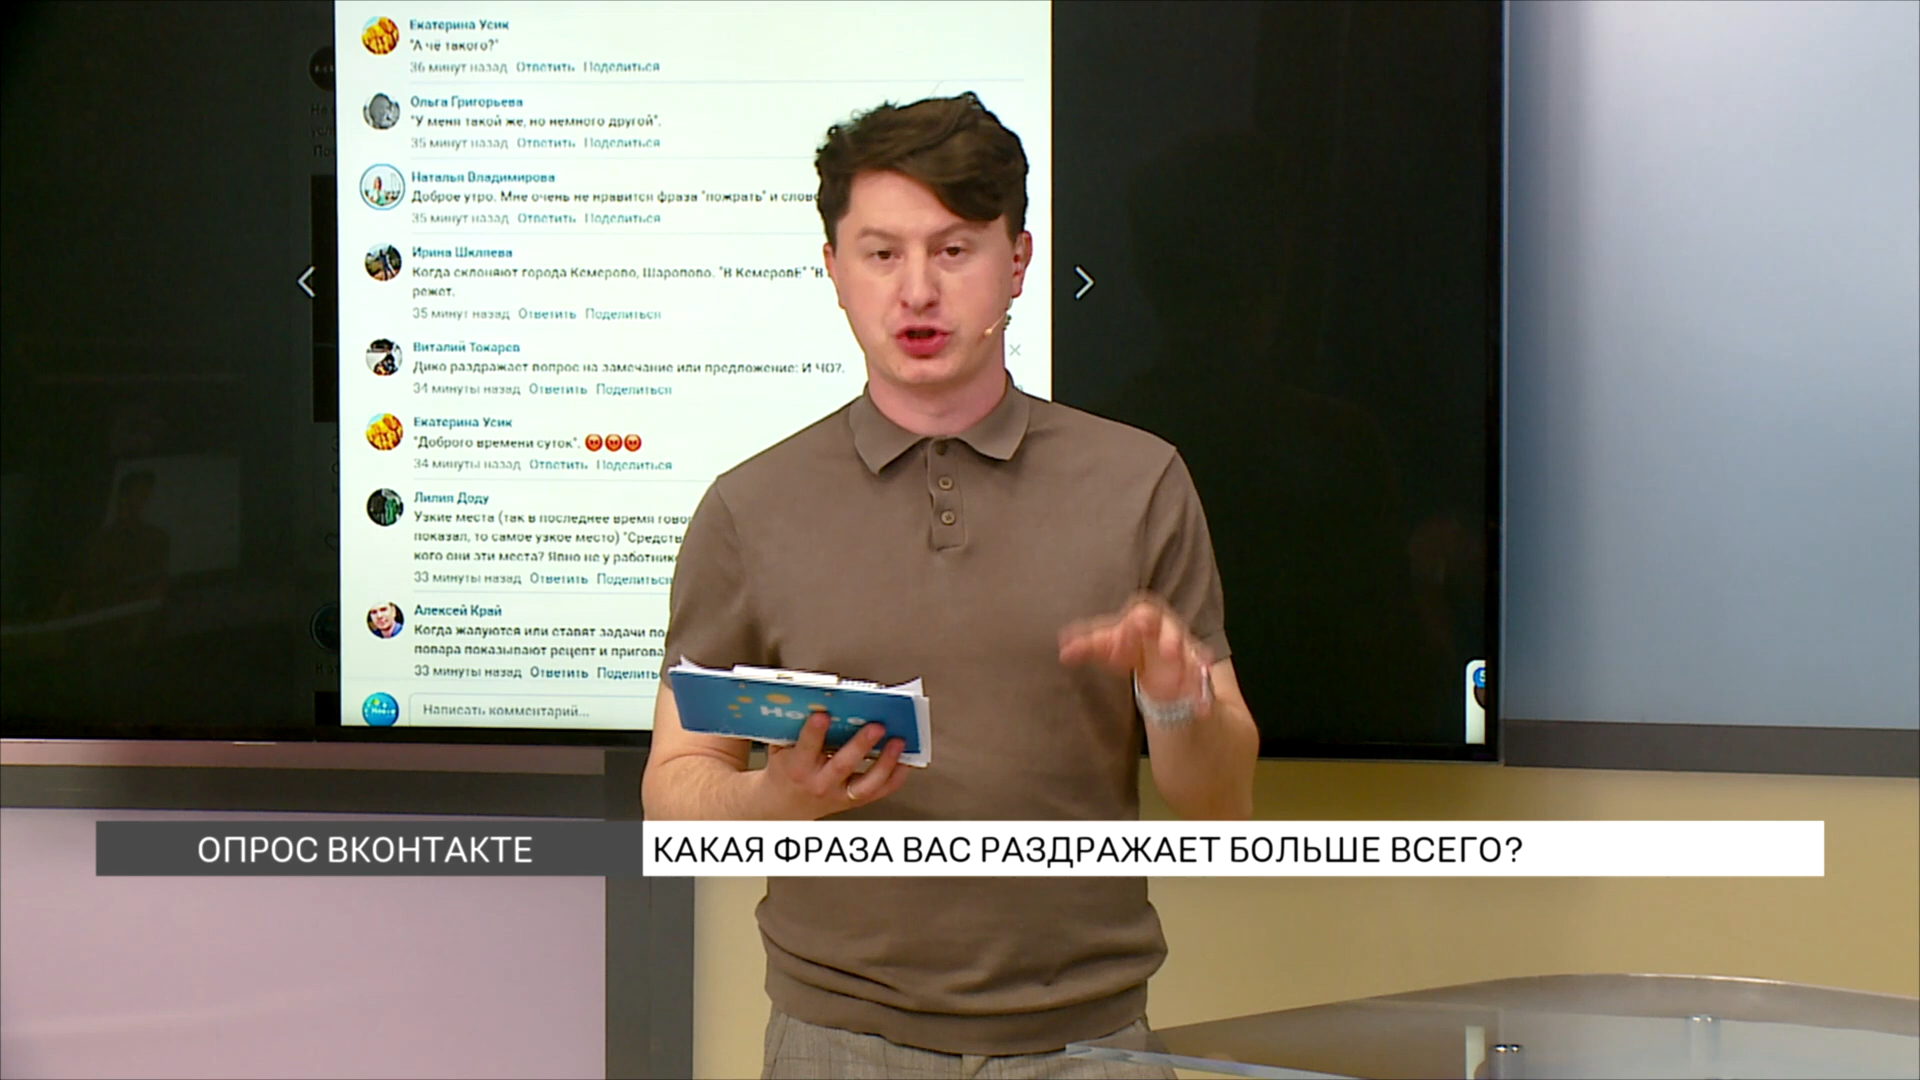 Екатерина Усик
"А чё такого?"
36 минут назад Ответить Поделиться
Ольга Григорьева
"У меня такой же, но немного другой".
35 минут назад Ответить Поделиться
Наталья Владимирова
Доброе утро. Мне очень не нравится фраза "пожрать" и слово
35 минут назад Ответить Поделиться
Ирина Шкляева
Когда склоняют города Кемерово, Шарыпово. "В КемеровЕ" "В
режет.
35 минут назад Ответить Поделиться
Виталий Токарев
Дико раздражает вопрос на замечание или предложение: И ЧО?.
34 минуты назад Ответить Поделиться
Екатерина Усик
"Доброго времени суток". 😡😡😡
34 минуты назад Ответить Поделиться
Лилия Доду
Узкие места (так в последнее время гово
показал, то самое узкое место) "Средств
кого они эти места? Явно не у работник
33 минуты назад Ответить Поделиться
Алексей Край
Когда жалуются или ставят задачи по
повара показывают рецепт и пригова
33 минуты назад Ответить Поделить
Написать комментарий...
ОПРОС ВКОНТАКТЕ
КАКАЯ ФРАЗА ВАС РАЗДРАЖАЕТ БОЛЬШЕ ВСЕГО?